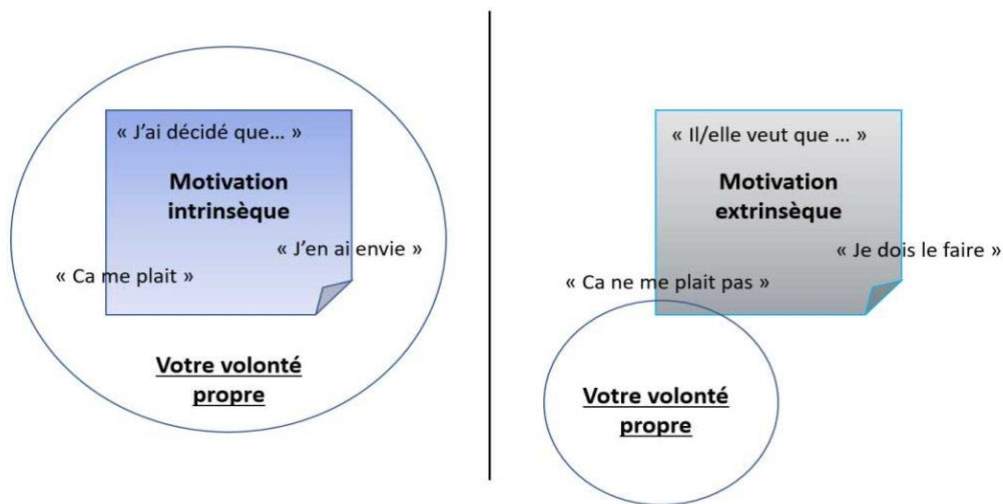 « J’ai décidé que… »
Motivation
intrinsèque
« J’en ai envie »
« Ca me plait »
Votre volonté
propre
« Il/elle veut que … »
Motivation
extrinsèque
« Je dois le faire »
« Ca ne me plait pas »
Votre volonté
propre